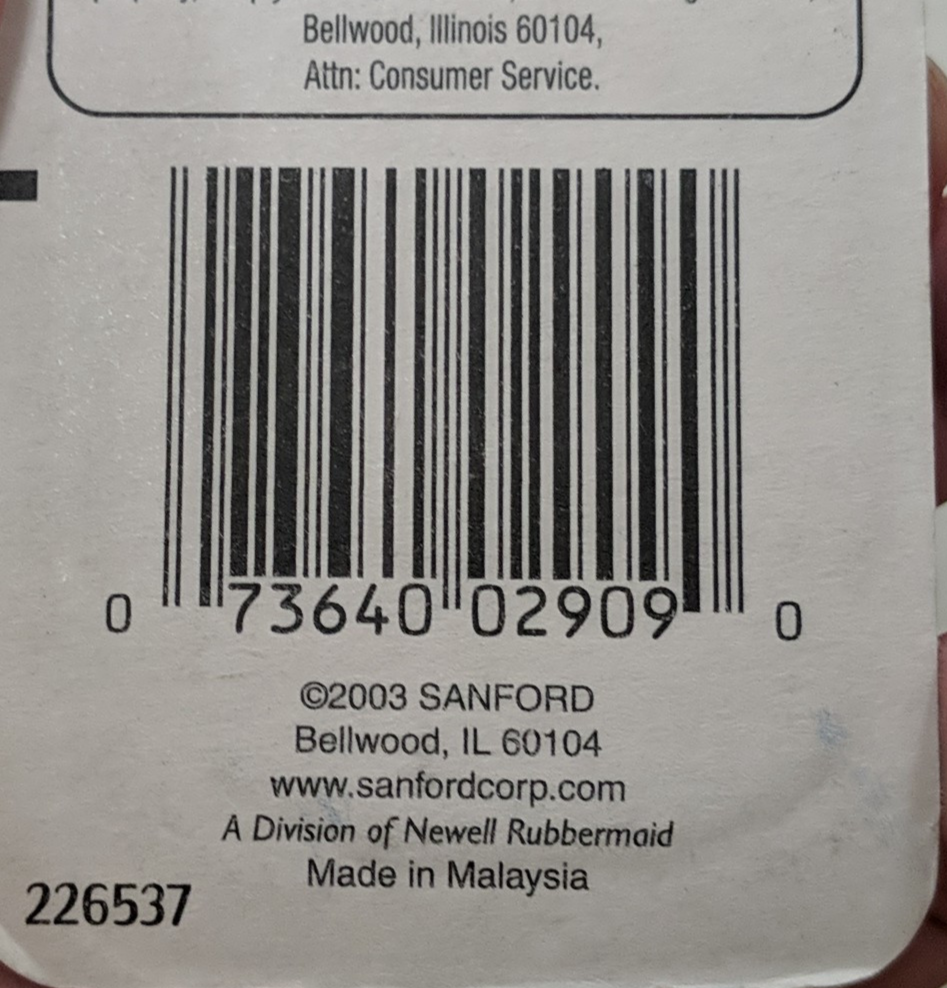 Bellwood, Illinois 60104,
Attn: Consumer Service.
0 73640 02909 0
©2003 SANFORD
Bellwood, IL 60104
www.sanfordcorp.com
A Division of Newell Rubbermaid
Made in Malaysia
226537